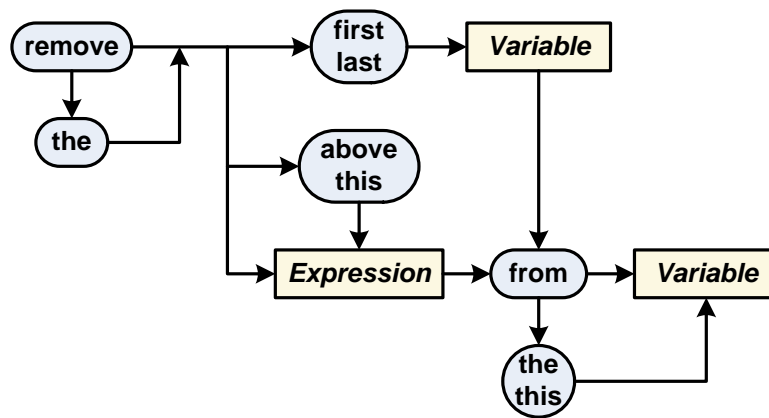 remove
first
last
Variable
the
above
this
Expression
from
Variable
the
this